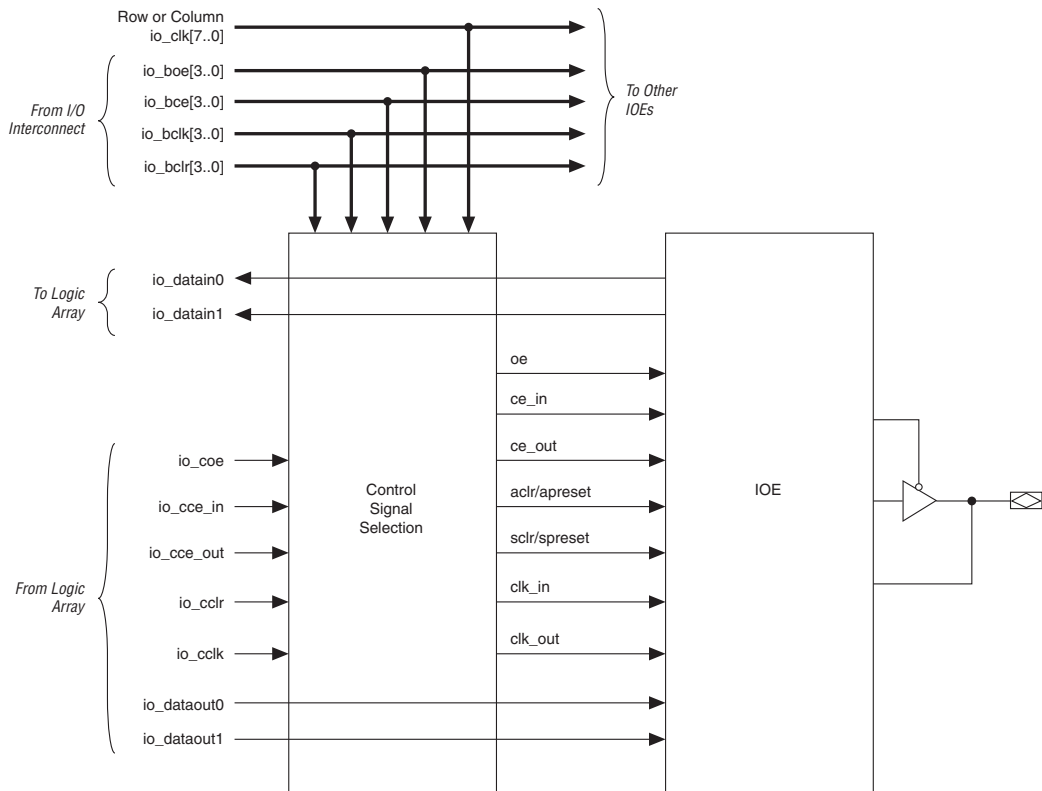 Row or Column
io_clk[7..0]
io_boe[3..0]
io_bce[3..0]
io_bclk[3..0]
io_bclr[3..0]
From I/O
Interconnect
To Other
IOEs
To Logic
Array
io_datain0
io_datain1
From Logic
Array
io_coe
io_cce_in
io_cce_out
io_cclr
io_cclk
io_dataout0
io_dataout1
Control
Signal
Selection
oe
ce_in
ce_out
aclr/apreset
sclr/spreset
clk_in
clk_out
IOE